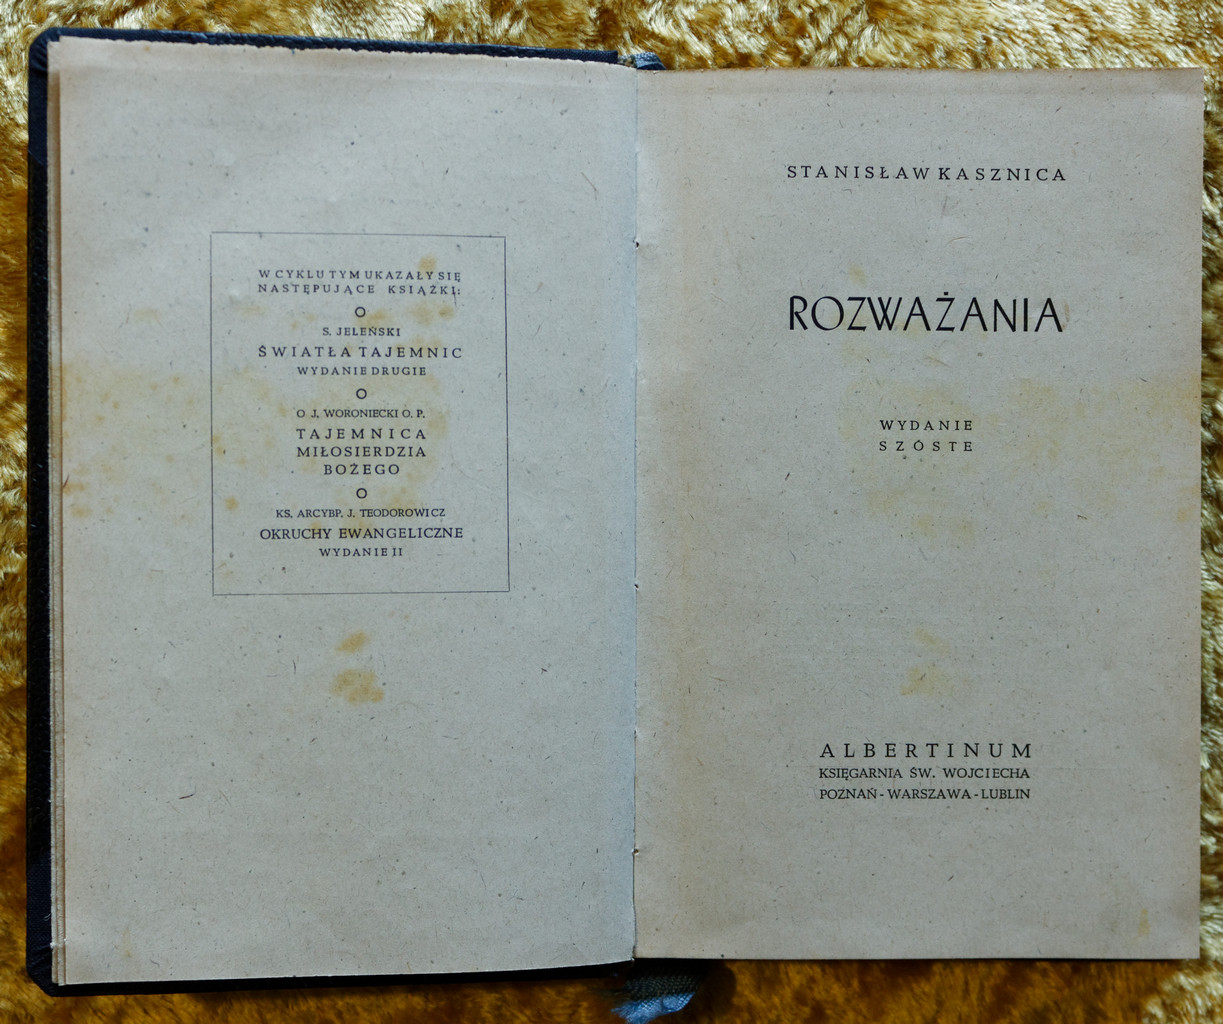 W CYKLU TYM UKAZAŁY SIĘ
NASTĘPUJĄCE KSIĄŻKI:
S. JELEŃSKI
ŚWIATŁA TAJEMNIC
WYDANIE DRUGIE
O J. WORONIECKI O. P.
TAJEMNICA
MIŁOSIERDZIA
BOŻEGO
KS. ARCYBP. J. TEODOROWICZ
OKRUCHY EWANGELICZNE
WYDANIE II
STANISŁAW KASZNICA
ROZWAŻANIA
WYDANIE
SZÓSTE
ALBERTINUM
KSIĘGARNIA ŚW. WOJCIECHA
POZNAŃ - WARSZAWA - LUBLIN